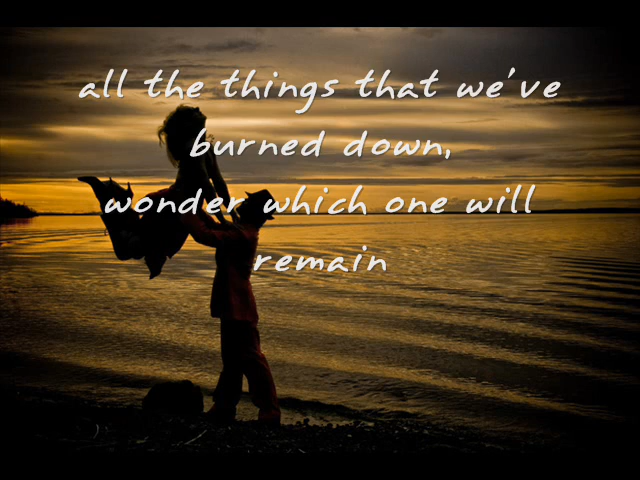 all the things that we've
burned down,
wonder which one will
remain